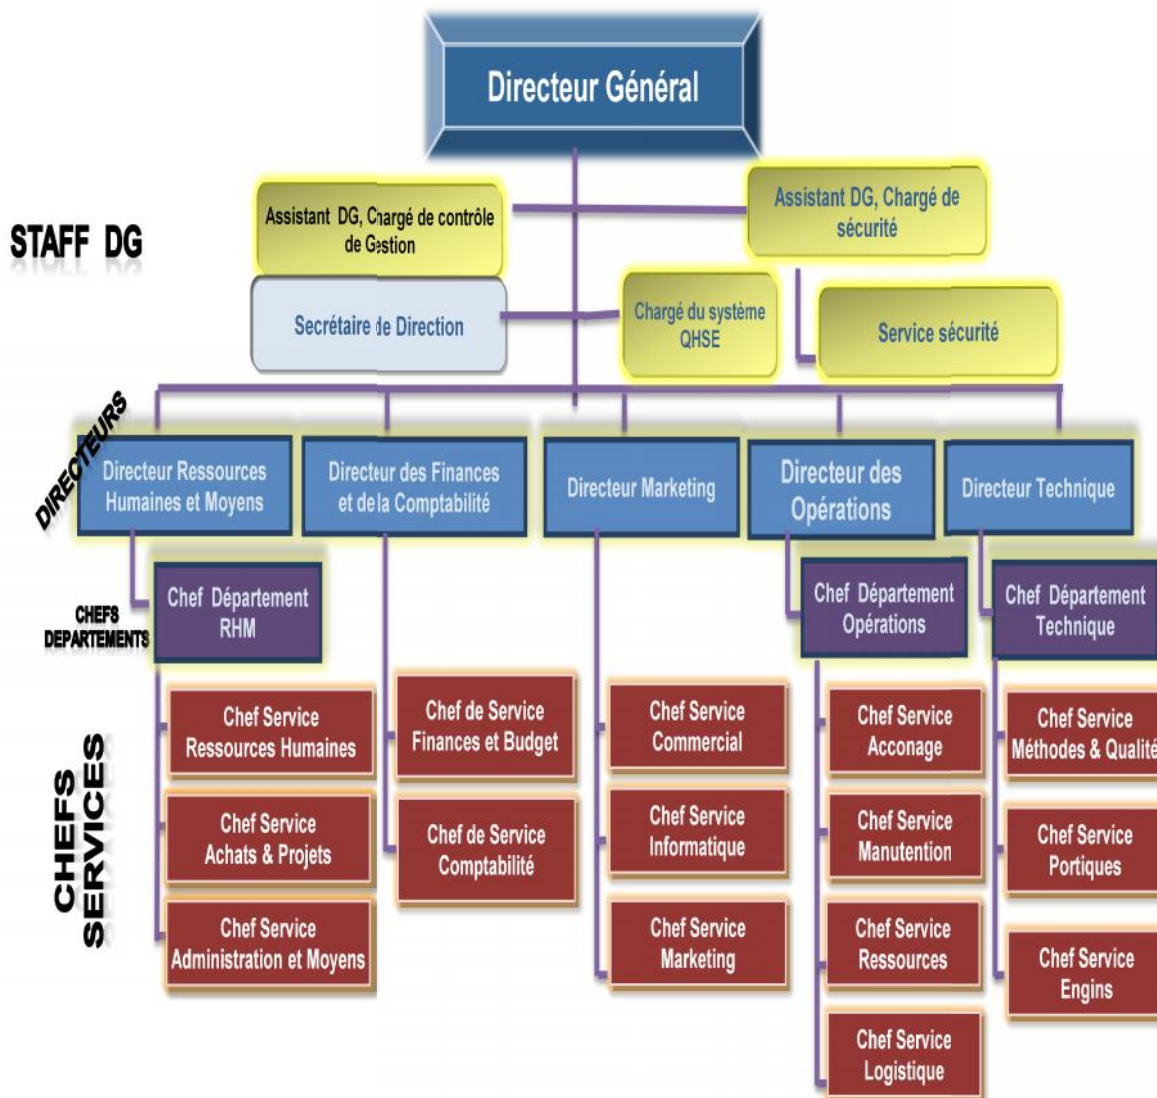 Directeur Général
STAFF DG
Assistant DG, Chargé de contrôle
de Gestion
Assistant DG, Chargé de
sécurité
Secrétaire de Direction
Chargé du système
QHSE
Service sécurité
DIRECTEURS
Directeur Ressources
Humaines et Moyens
Directeur des Finances
et de la Comptabilité
Directeur Marketing
Directeur des
Opérations
Directeur Technique
CHEFS
DEPARTEMENTS
Chef Département
RHM
Chef Département
Opérations
Chef Département
Technique
CHEFS
SERVICES
Chef Service
Ressources Humaines
Chef Service
Achats & Projets
Chef Service
Administration et Moyens
Chef de Service
Finances et Budget
Chef de Service
Comptabilité
Chef Service
Commercial
Chef Service
Informatique
Chef Service
Marketing
Chef Service
Acconage
Chef Service
Manutention
Chef Service
Ressources
Chef Service
Logistique
Chef Service
Méthodes & Qualité
Chef Service
Portiques
Chef Service
Engins